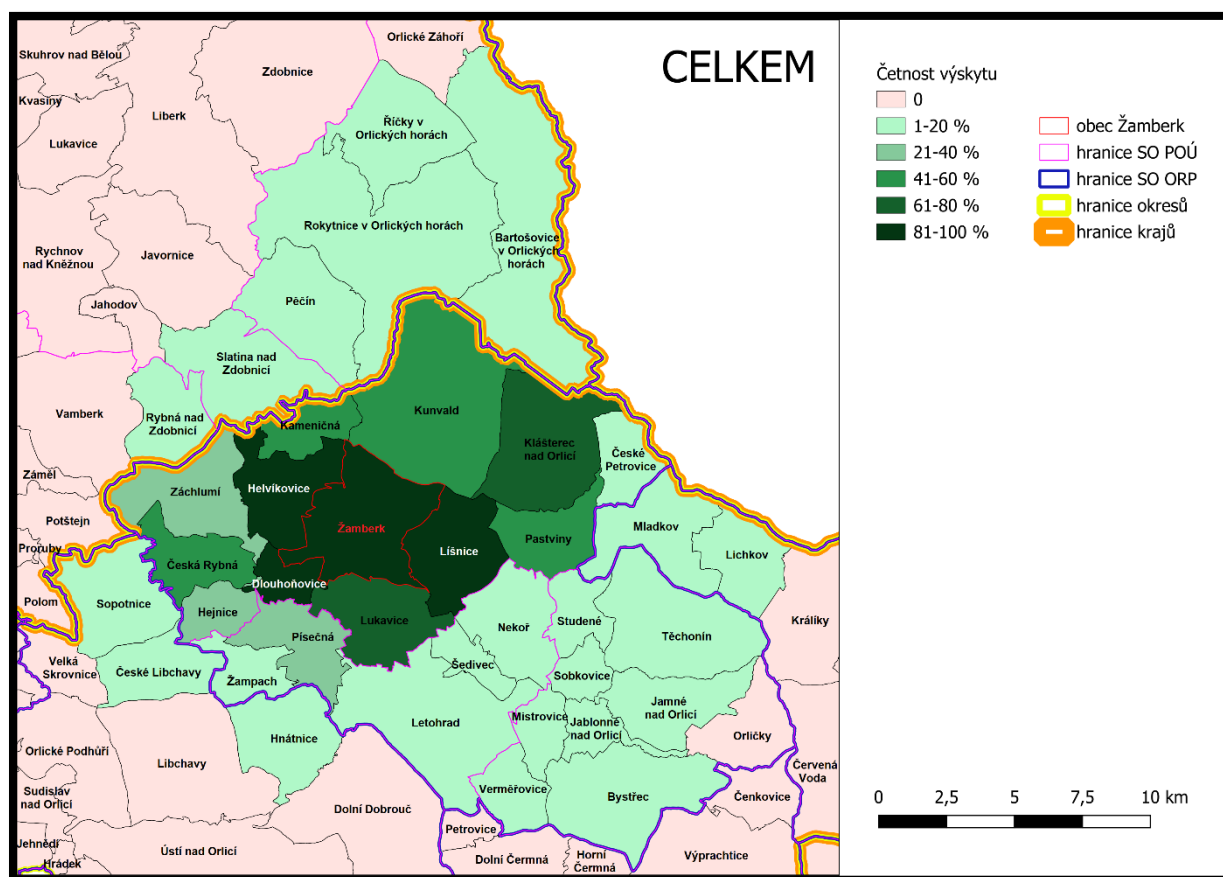 CELKEM
Četnost výskytu
0
1-20 %
21-40 %
41-60 %
61-80 %
81-100 %
obec Žamberk
hranice SO POÚ
hranice SO ORP
hranice okresů
hranice krajů
0 2,5 5 7,5 10 km
Orlické Záhoří
Skuhrov nad Bělou
Zdobnice
Kvasiny
Liberk
Lukavice
Říčky v
Orlických horách
Rokytnice v Orlických horách
Bartošovice
v Orlických
horách
Rychnov
nad Kněžnou
Javornice
Jahodov
Pěčín
Slatina nad
Zdobnicí
Vamberk
Rybná nad
Zdobnicí
Kunvald
Kameničná
Klášterec
nad Orlicí
České
Petrovice
Záměl
Záchlumí
Helvíkovice
Potštejn
Žamberk
Líšnice
Pastviny
Mladkov
Lichkov
Proruby
Česká Rybná
Dlouhoňovice
Polom
Sopotnice
Hejnice
Písečná
Lukavice
Nekoř
Studené
Těchonín
Králíky
Velká
Skrovnice
České Libchavy
Žampach
Šedivec
Sobkovice
Jamné
nad Orlicí
Letohrad
Mistrovice
Jablonné
nad Orlicí
Orličky
Hnátnice
Orlické Podhůří
Libchavy
Červená
Voda
Sudislav
nad Orlicí
Verměřovice
Bystřec
Čenkovice
Dolní Dobrouč
Petrovice
Jehnědí
Hrádek
Ústí nad Orlicí
Dolní Čermná
Horní
Čermná
Výprachtice